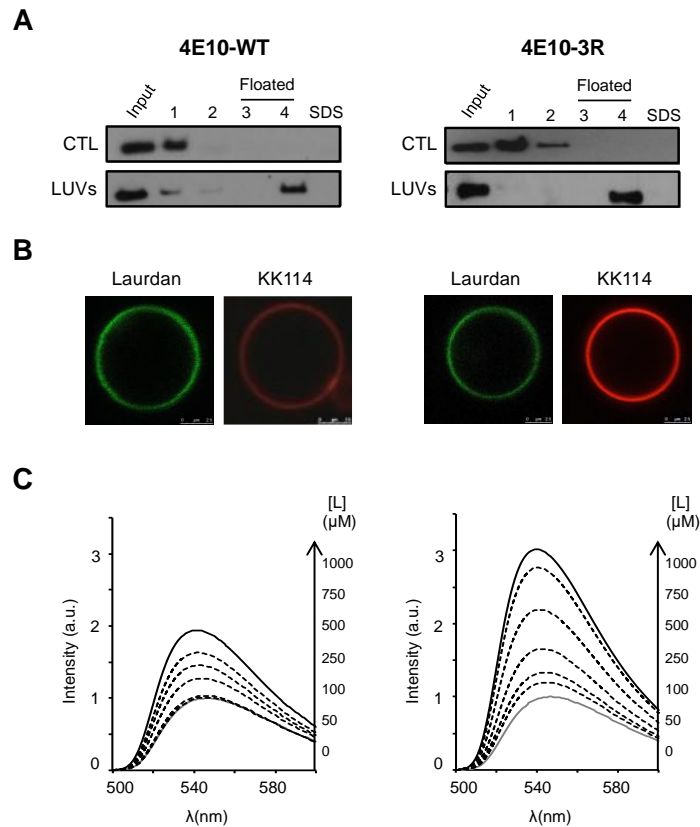 A
4E10-WT
4E10-3R
Input 1 2 Floated 3 4 SDS
Input 1 2 Floated 3 4 SDS
CTL
CTL
LUVs
LUVs
B
Laurdan KK114
Laurdan KK114
C
[L]
(µM)
[L]
(µM)
Intensity (a.u.)
3
2
1
0
1000
750
500
250
100
50
0
500 540 580
λ(nm)
Intensity (a.u.)
3
2
1
0
1000
750
500
250
100
50
0
500 540 580
λ(nm)